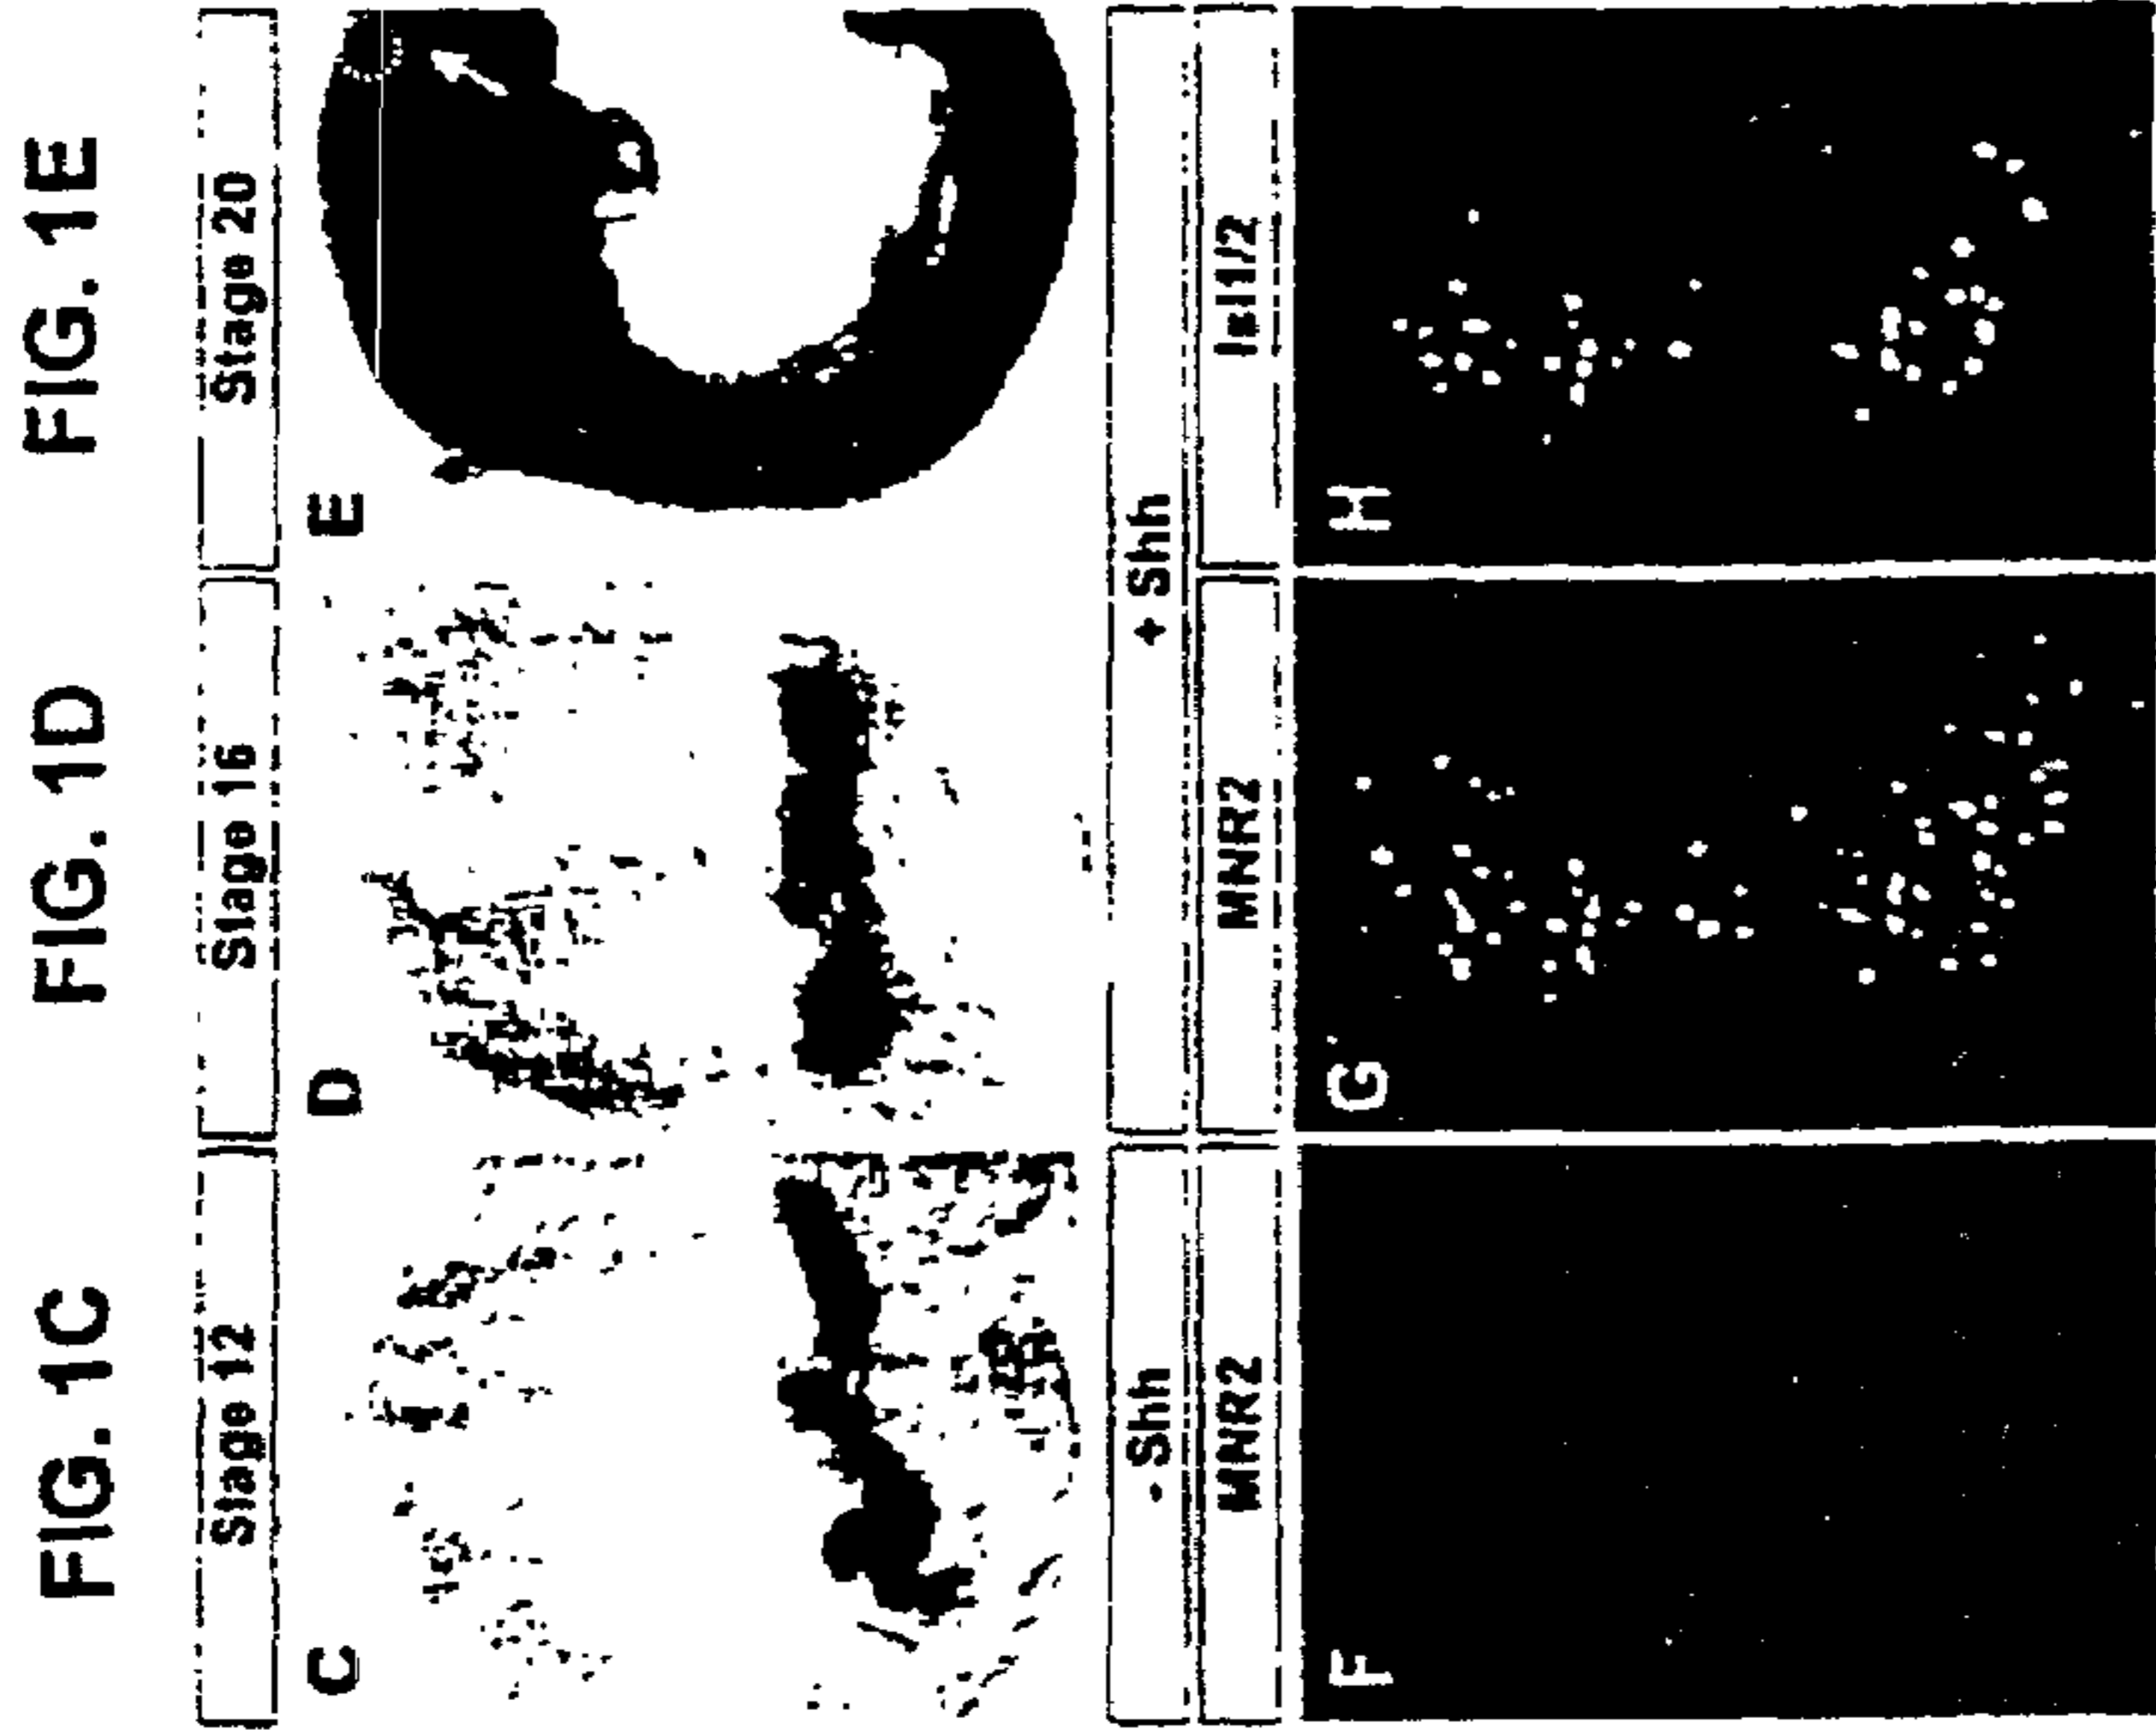 FIG. 1C FIG. 1D FIG. 1E
Stage 12 Stage 16 Stage 20
C D E
- shh + shh
MNR2 MNR2 Isl1/2
F G H